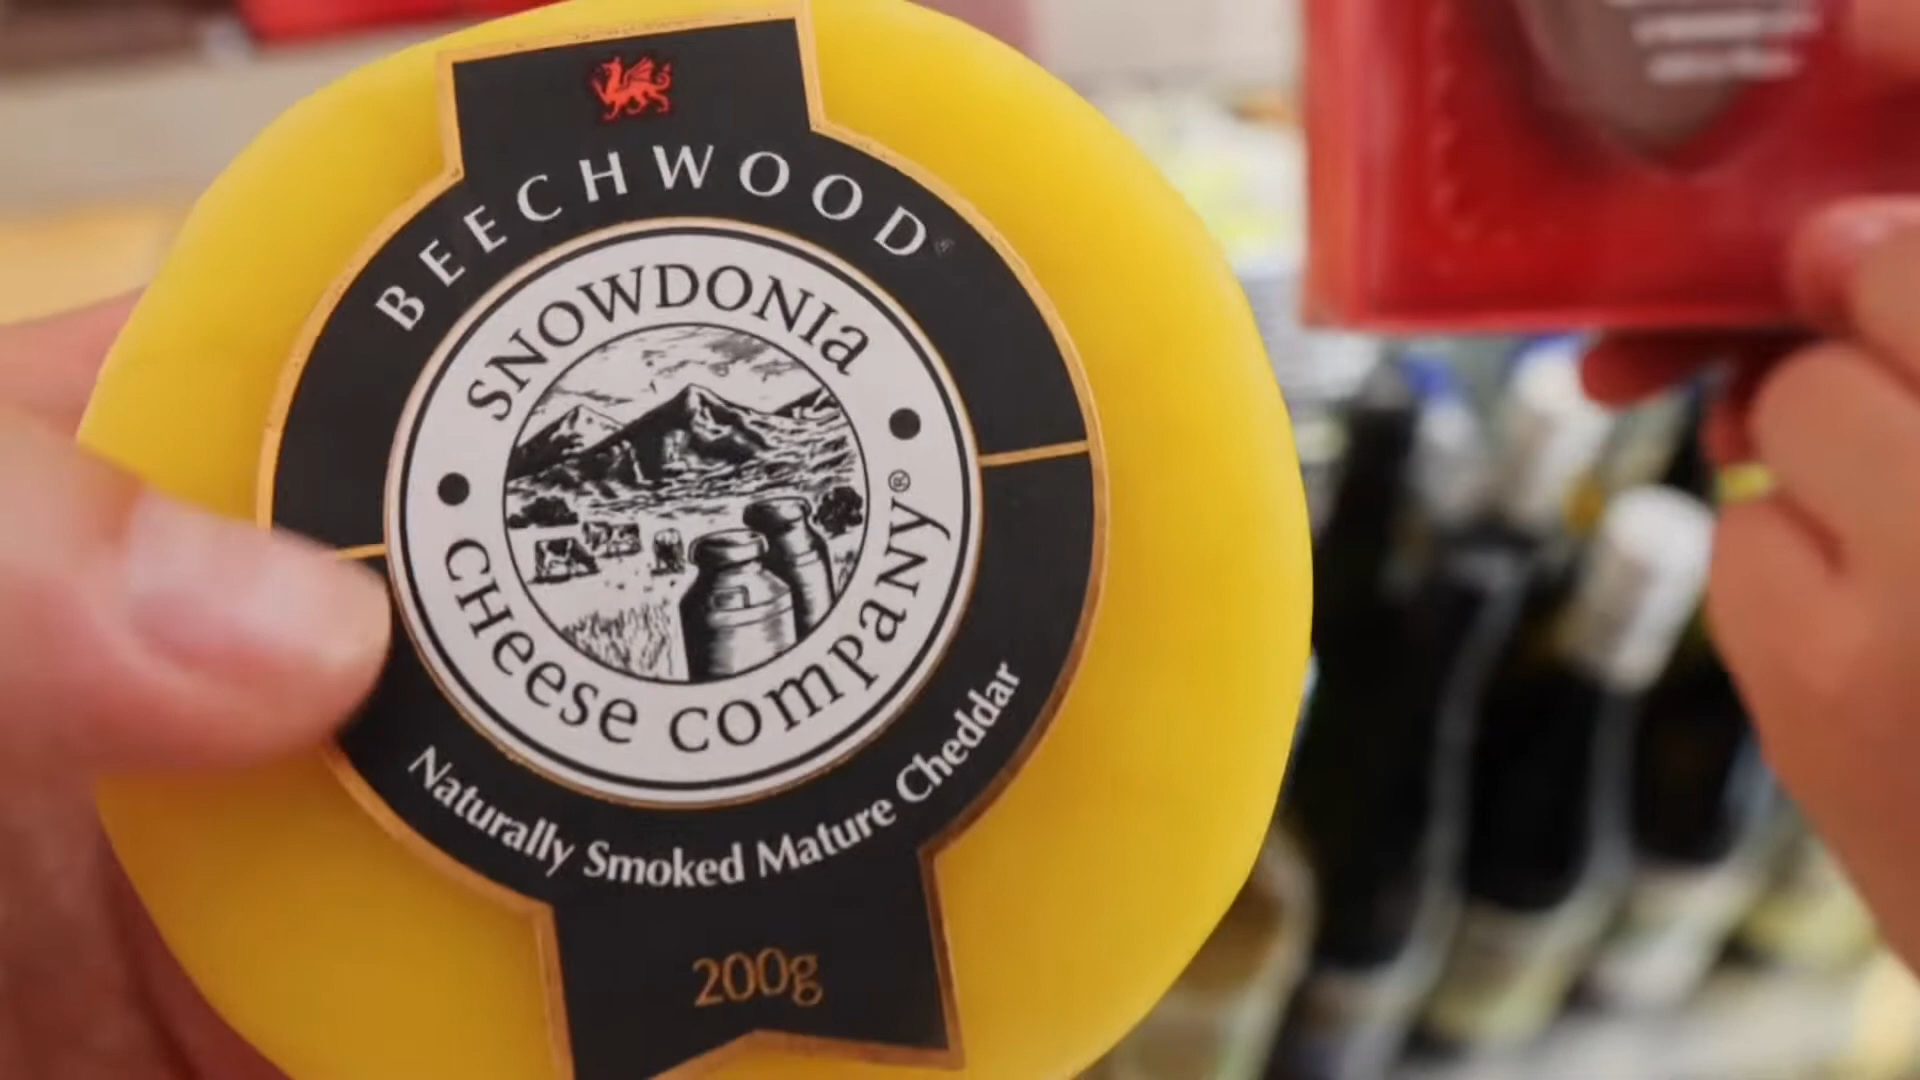 BEECHWOOD®
SNOWDONIa
CHeese company®
Naturally Smoked Mature Cheddar
200g